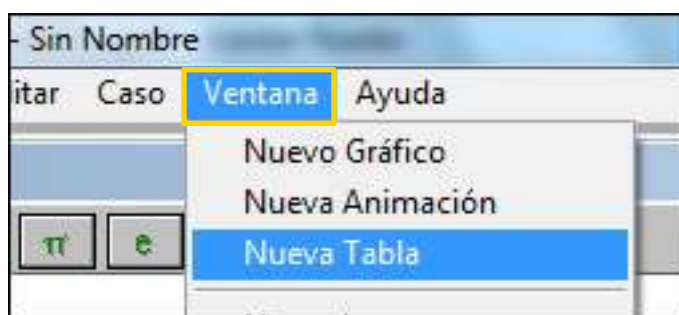 - Sin Nombre
itar Caso Ventana Ayuda
Nuevo Gráfico
Nueva Animación
π e
Nueva Tabla